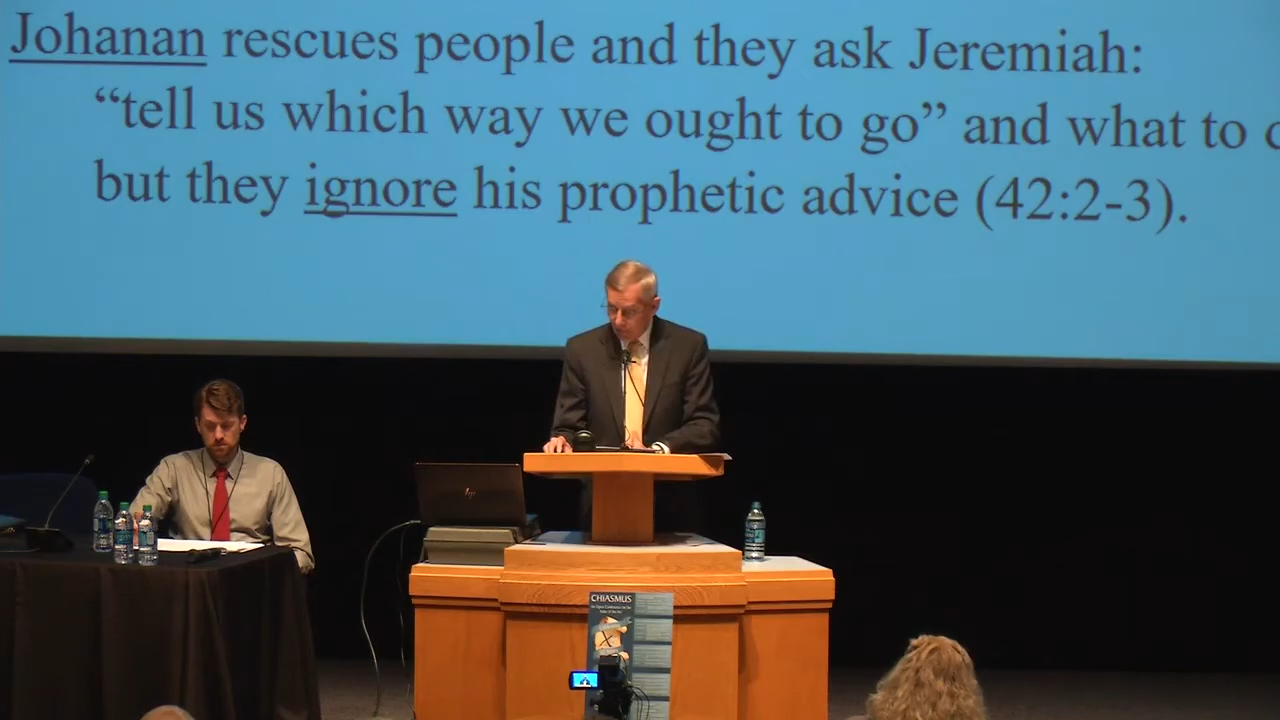 Johanan rescues people and they ask Jeremiah:
“tell us which way we ought to go” and what to
but they ignore his prophetic advice (42:2-3).
hp
CHIASMUS